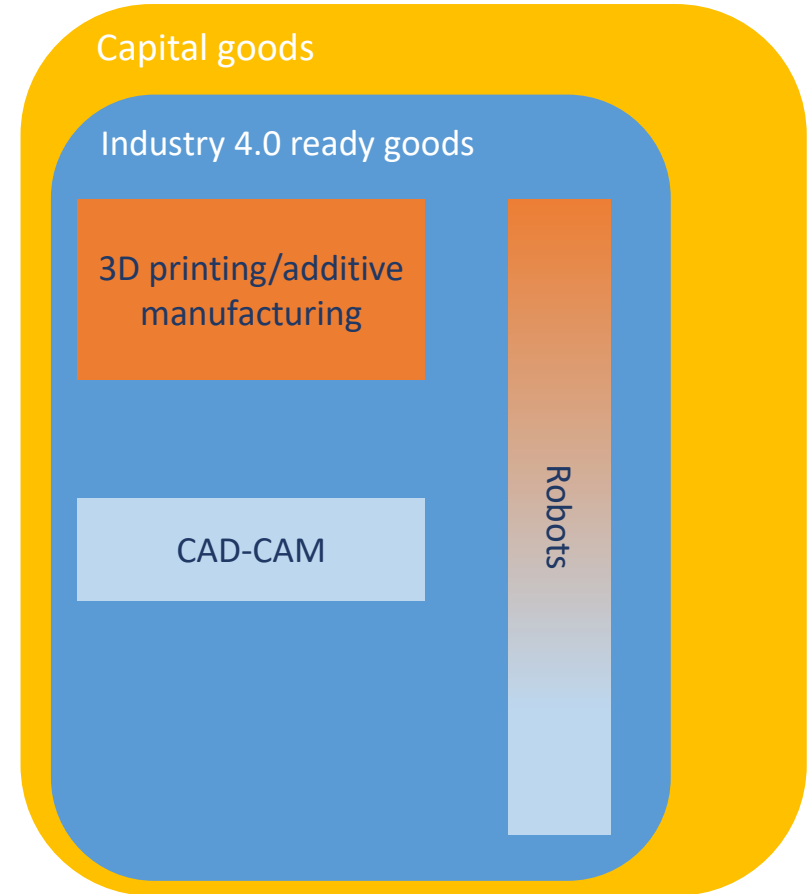 Capital goods
Industry 4.0 ready goods
3D printing/additive
manufacturing
Robots
CAD-CAM